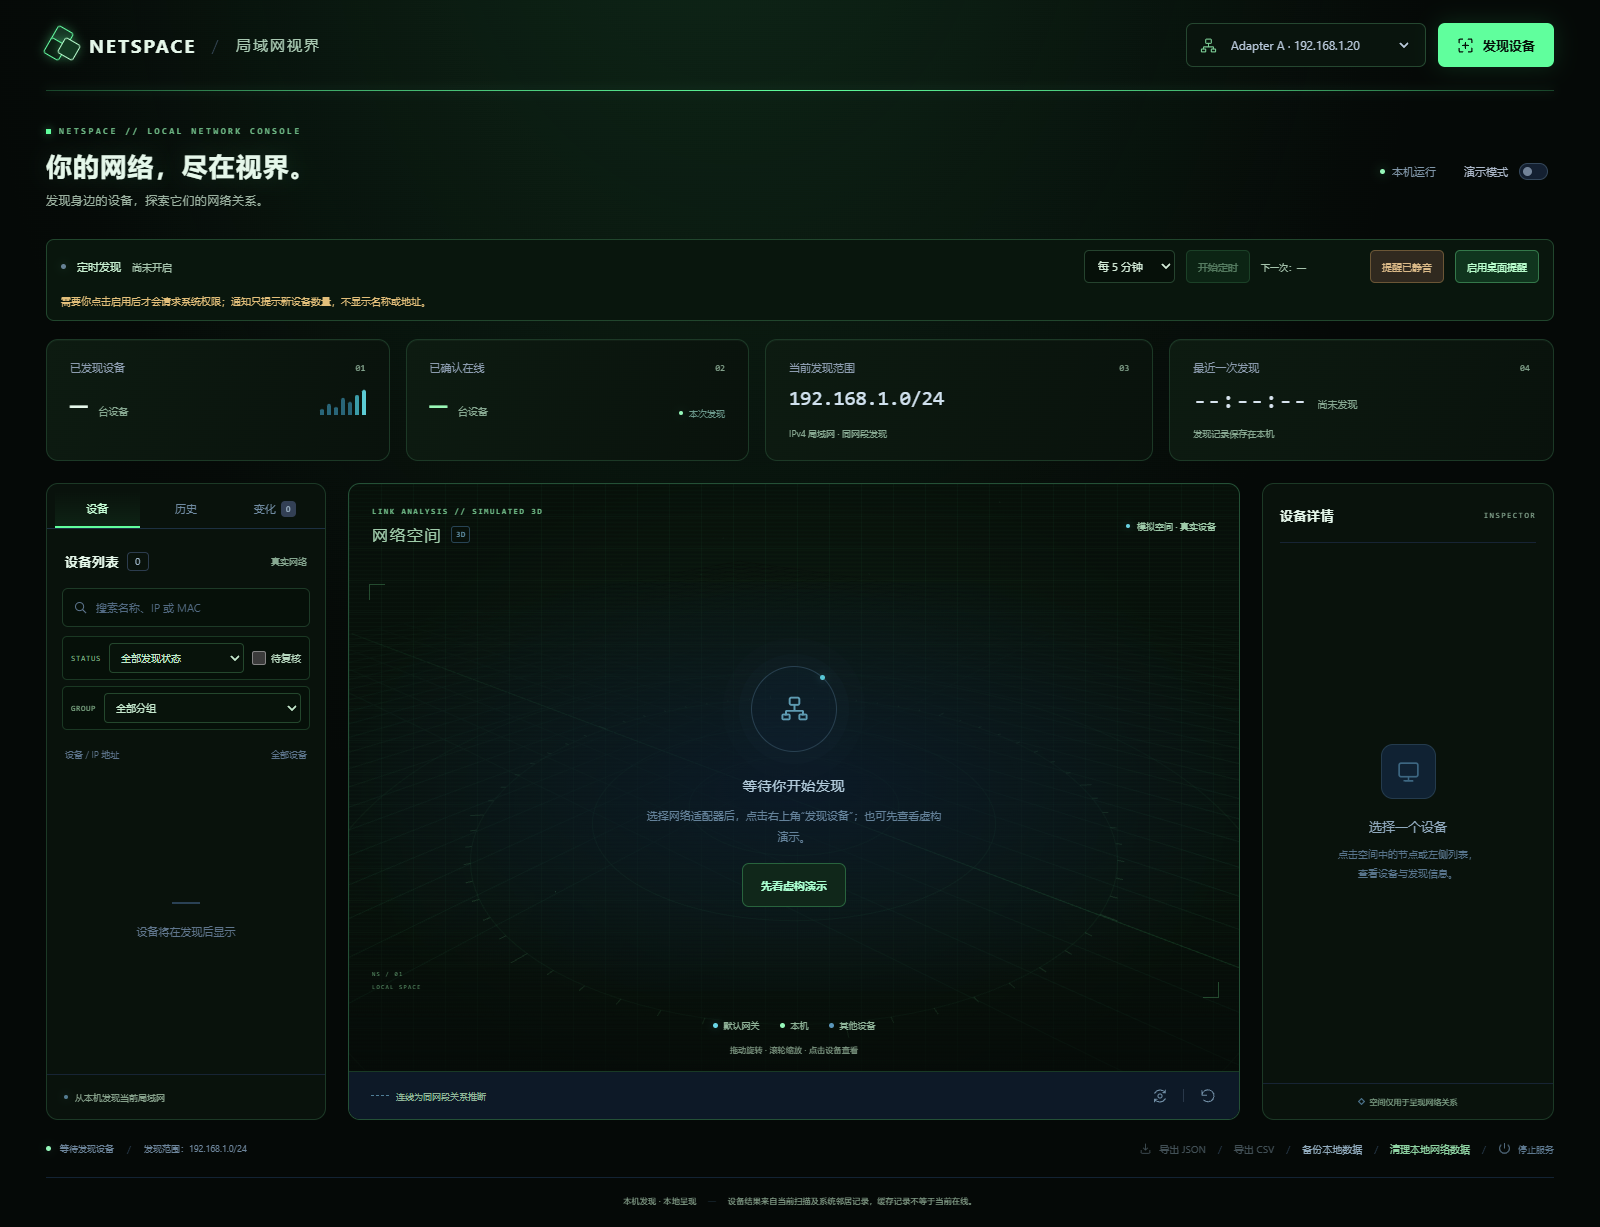 NETSPACE / 局域网视界
Adapter A · 192.168.1.20
发现设备
NETSPACE // LOCAL NETWORK CONSOLE
你的网络，尽在视界。
发现身边的设备，探索它们的网络关系。
本机运行
演示模式
定时发现 尚未开启
每 5 分钟
开始定时
下一次：—
提醒已静音
启用桌面提醒
需要你点击启用后才会请求系统权限；通知只提示新设备数量，不显示名称或地址。
已发现设备 01
— 台设备
已确认在线 02
— 台设备
本次发现
当前发现范围 03
192.168.1.0/24
IPv4 局域网 · 同网段发现
最近一次发现 04
--:--:-- 尚未发现
发现记录保存在本机
设备 历史 变化 0
设备列表 0
真实网络
搜索名称、IP 或 MAC
STATUS 全部发现状态 待复核
GROUP 全部分组
设备 / IP 地址 全部设备
设备将在发现后显示
从本机发现当前局域网
LINK ANALYSIS // SIMULATED 3D
网络空间 3D
模拟空间 · 真实设备
等待你开始发现
选择网络适配器后，点击右上角“发现设备”；也可先查看虚构
演示。
先看虚构演示
NS / 01
LOCAL SPACE
默认网关 本机 其他设备
拖动旋转 · 滚轮缩放 · 点击设备查看
连线为同网段关系推断
设备详情 INSPECTOR
选择一个设备
点击空间中的节点或左侧列表，
查看设备与发现信息。
空间仅用于呈现网络关系
等待发现设备 / 发现范围：192.168.1.0/24
导出 JSON / 导出 CSV / 备份本地数据 / 清理本地网络数据 / 停止服务
本机发现 · 本地呈现 — 设备结果来自当前扫描及系统邻居记录，缓存记录不等于当前在线。